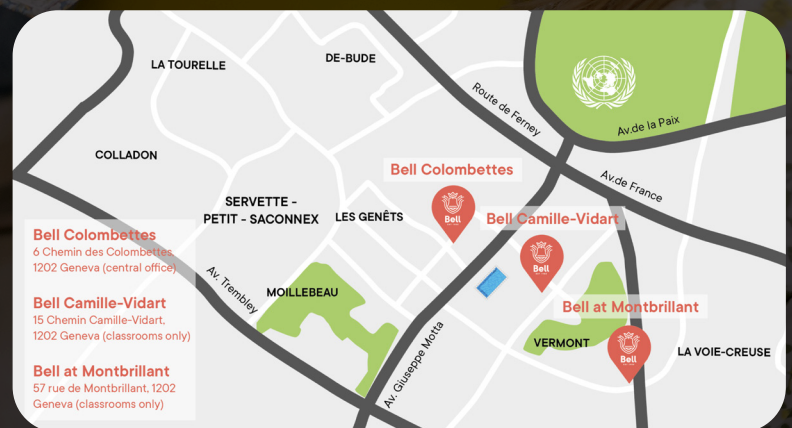 LA TOURELLE
DE-BUDE
Route de Ferney
Av.de la Paix
COLLADON
Av.de France
Bell Colombettes
Bell
SERVETTE -
PETIT - SACONNEX
LES GENÊTS
Bell Camille-Vidart
Bell
Bell Colombettes
6 Chemin des Colombettes,
1202 Geneva (central office)
Av. Trembley
MOILLEBEAU
Bell Camille-Vidart
15 Chemin Camille-Vidart,
1202 Geneva (classrooms only)
Bell at Montbrillant
Bell
VERMONT
LA VOIE-CREUSE
Av. Giuseppe Motta
Bell at Montbrillant
57 rue de Montbrillant, 1202
Geneva (classrooms only)